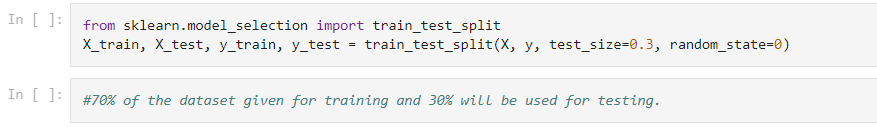 In [ ]: from sklearn.model_selection import train_test_split
X_train, X_test, y_train, y_test = train_test_split(X, y, test_size=0.3, random_state=0)
In [ ]: #70% of the dataset given for training and 30% will be used for testing.